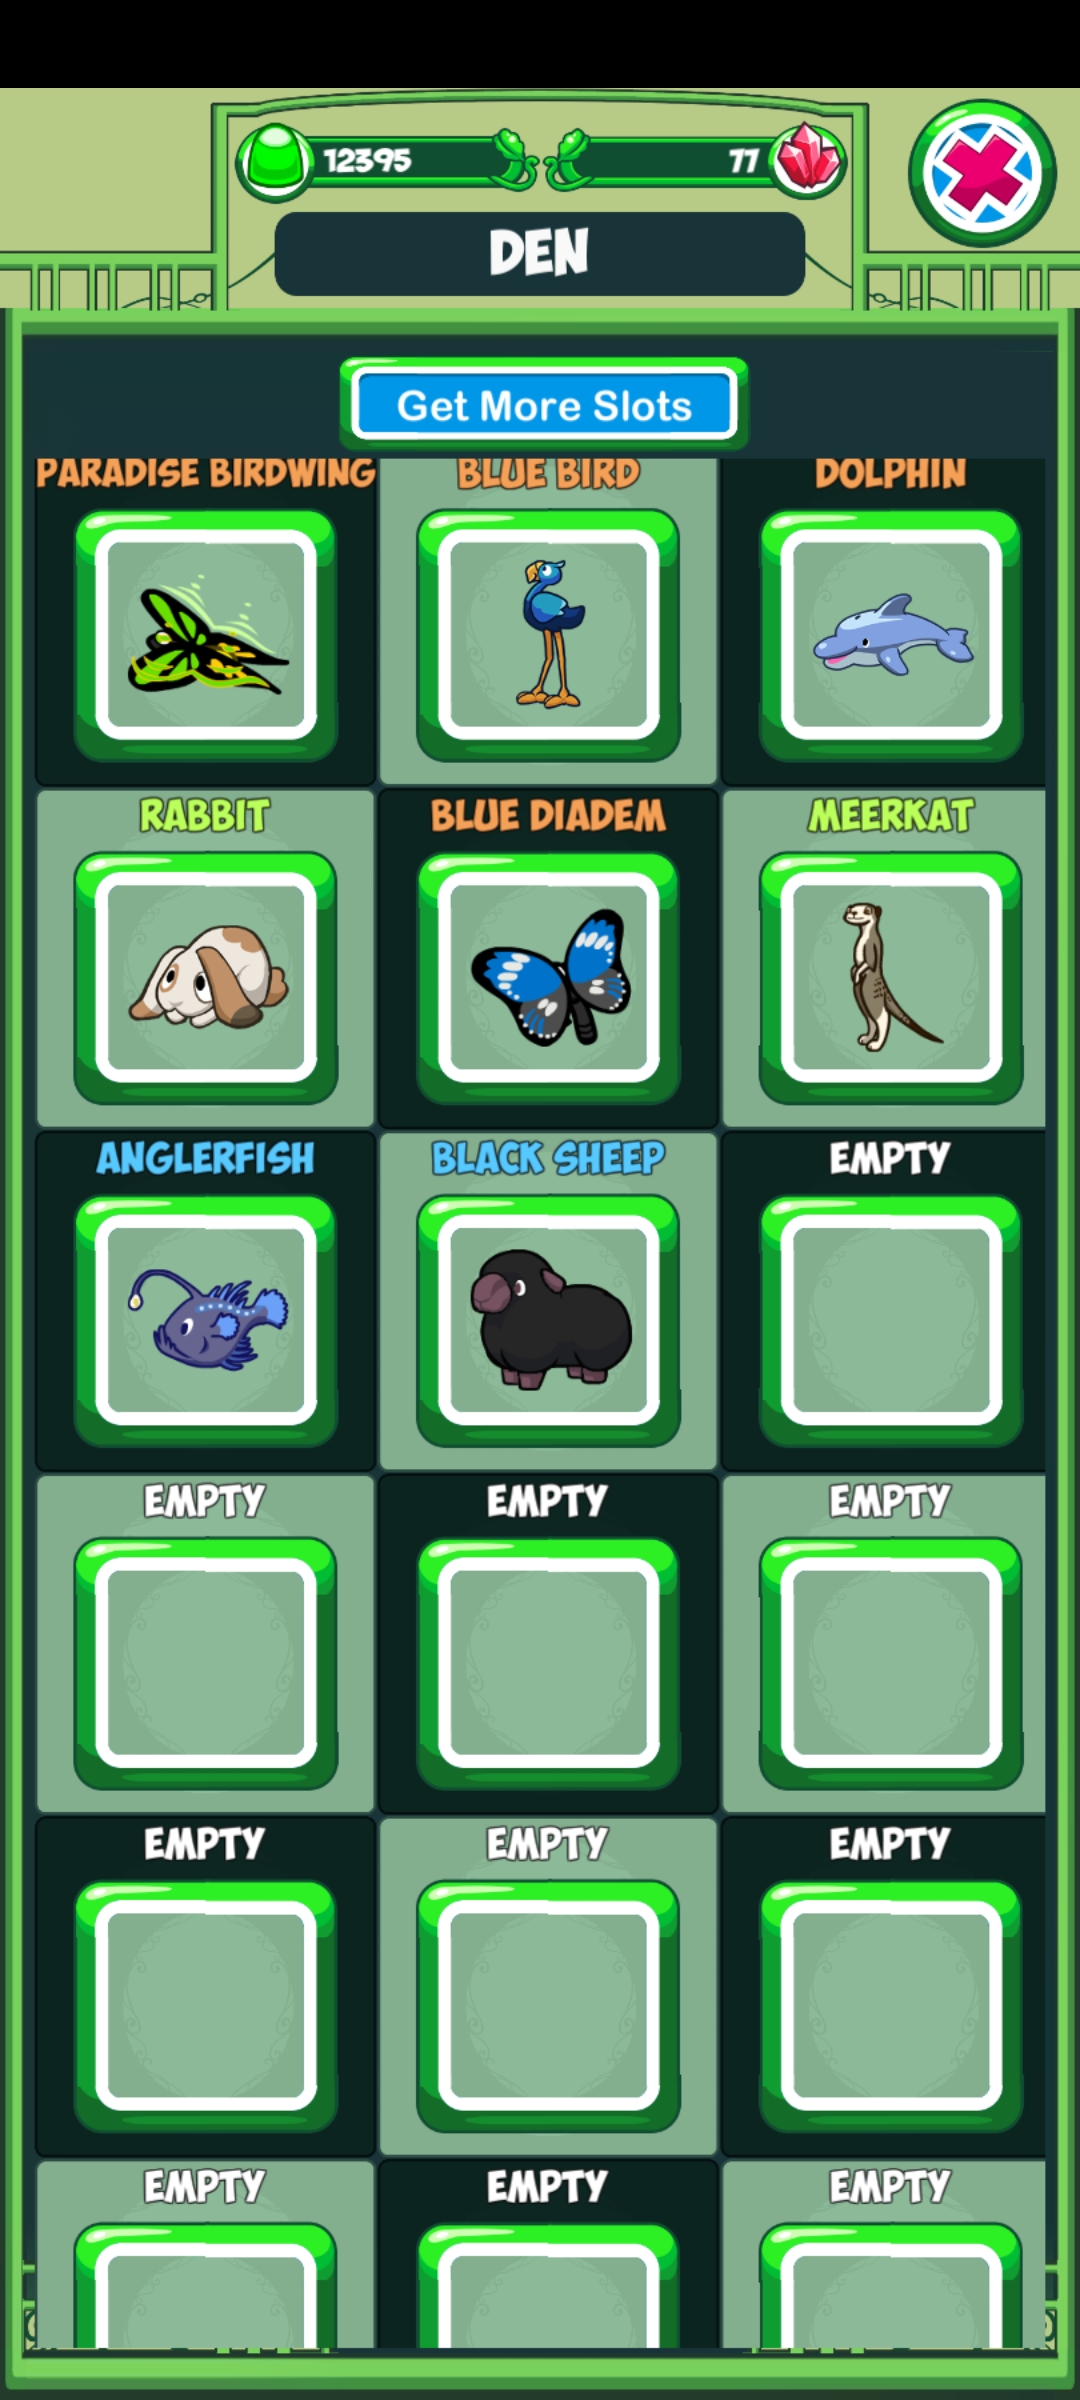 12395
77
DEN
Get More Slots
PARADISE BIRDWING
BLUE BIRD
DOLPHIN
RABBIT
BLUE DIADEM
MEERKAT
ANGLERFISH
BLACK SHEEP
EMPTY
EMPTY
EMPTY
EMPTY
EMPTY
EMPTY
EMPTY
EMPTY
EMPTY
EMPTY